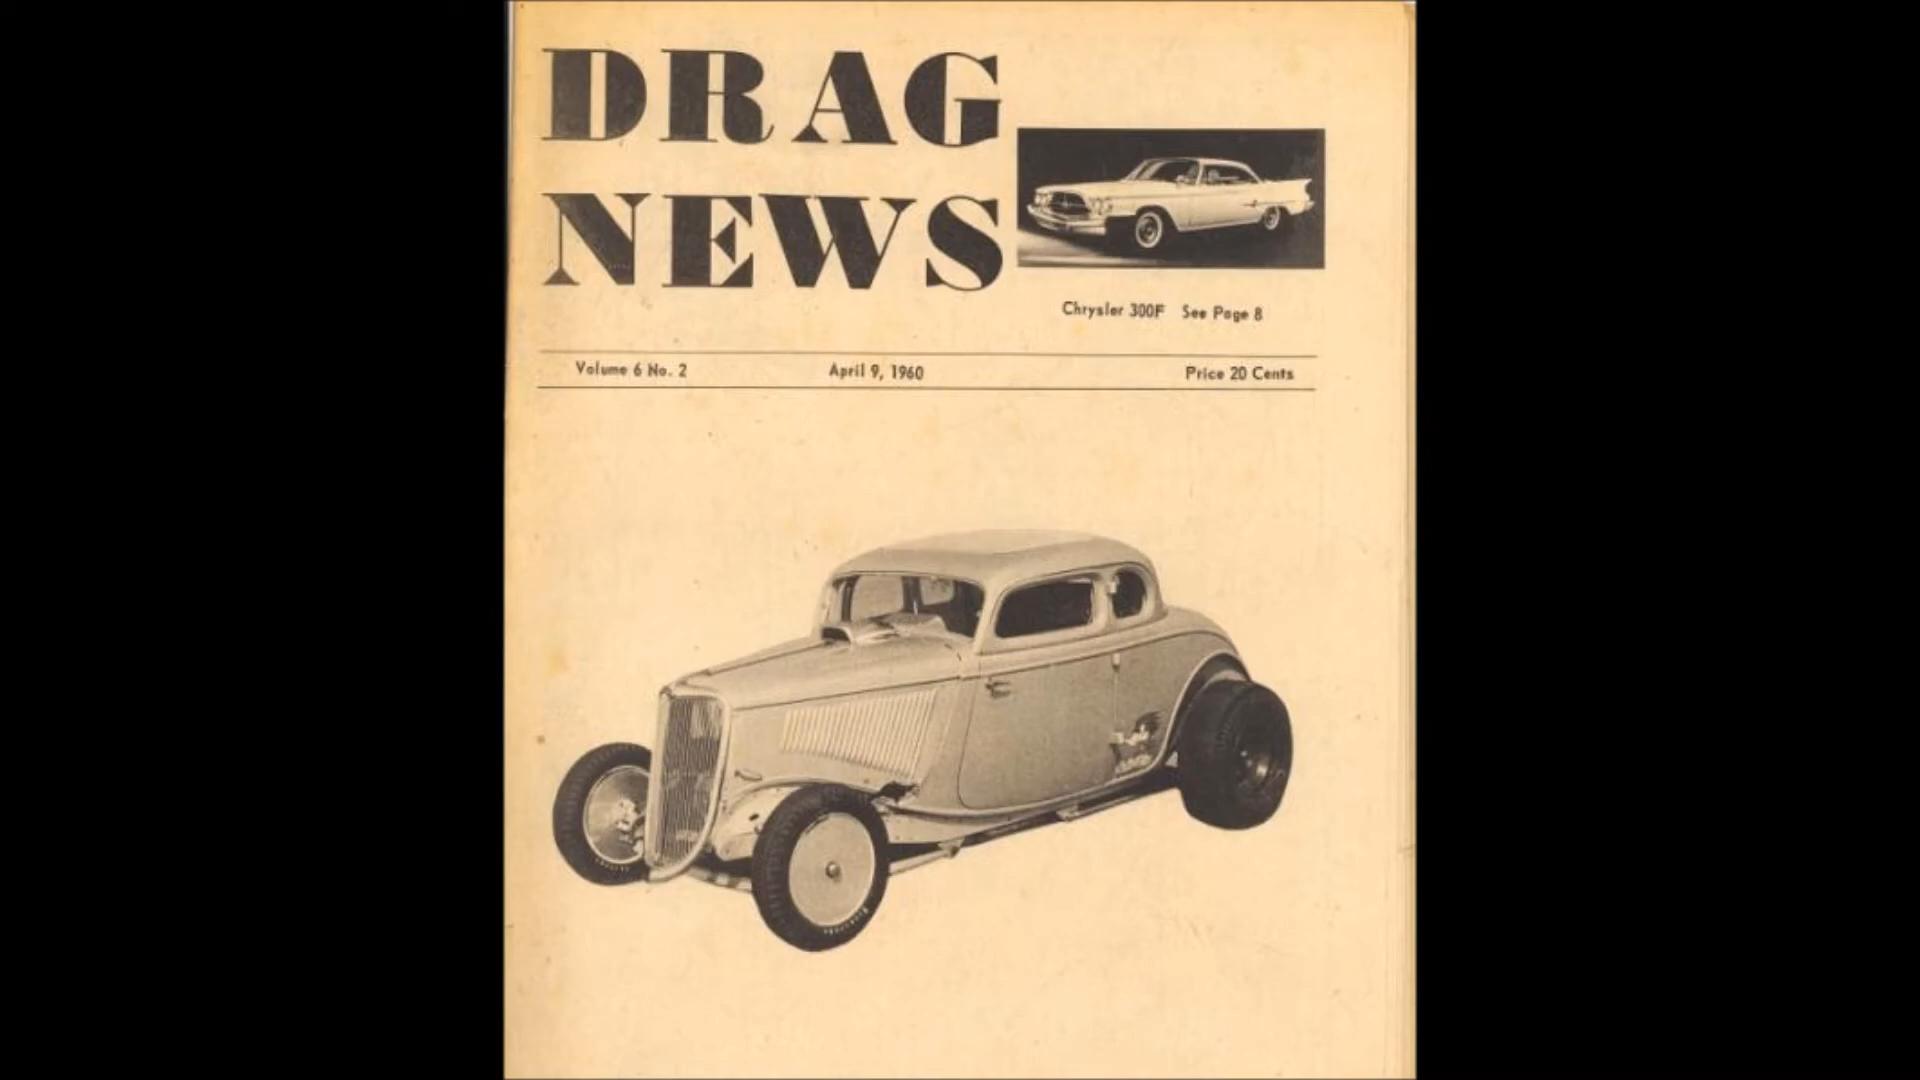 DRAG
NEWS
Chrysler 300F See Page 8
Volume 6 No. 2 April 9, 1960 Price 20 Cents